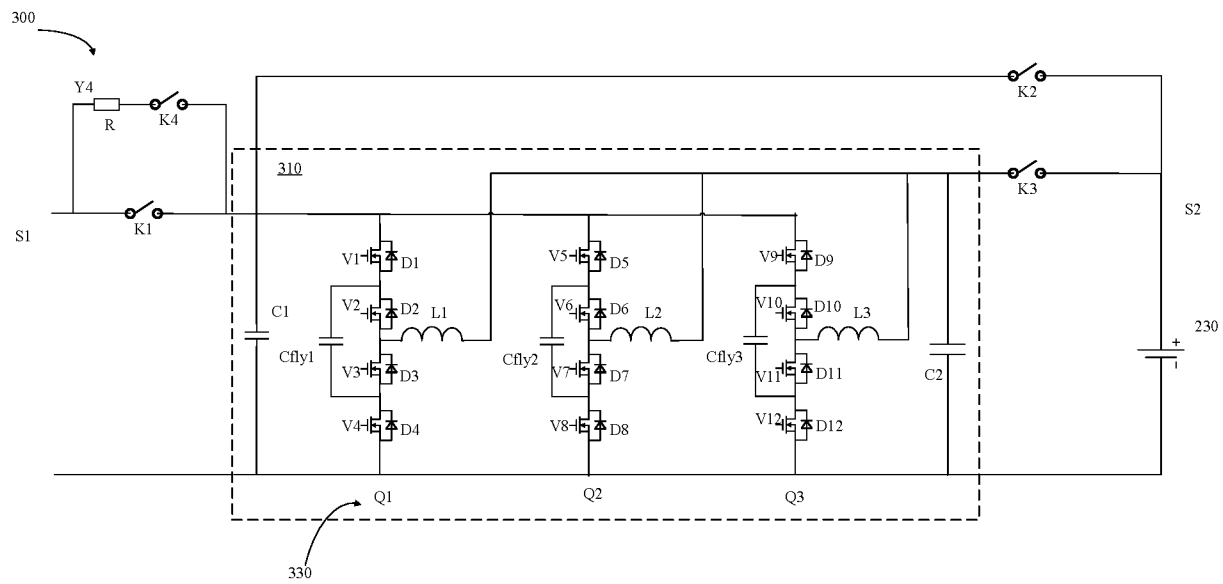 300
Y4
R
K4
K2
310
K3
K1
S1
S2
V1
D1
V5
D5
V9
D9
V2
D2
L1
V6
D6
L2
V10
D10
L3
C1
230
+
-
Cfly1
Cfly2
Cfly3
C2
V3
D3
V7
D7
V11
D11
V4
D4
V8
D8
V12
D12
Q1
Q2
Q3
330